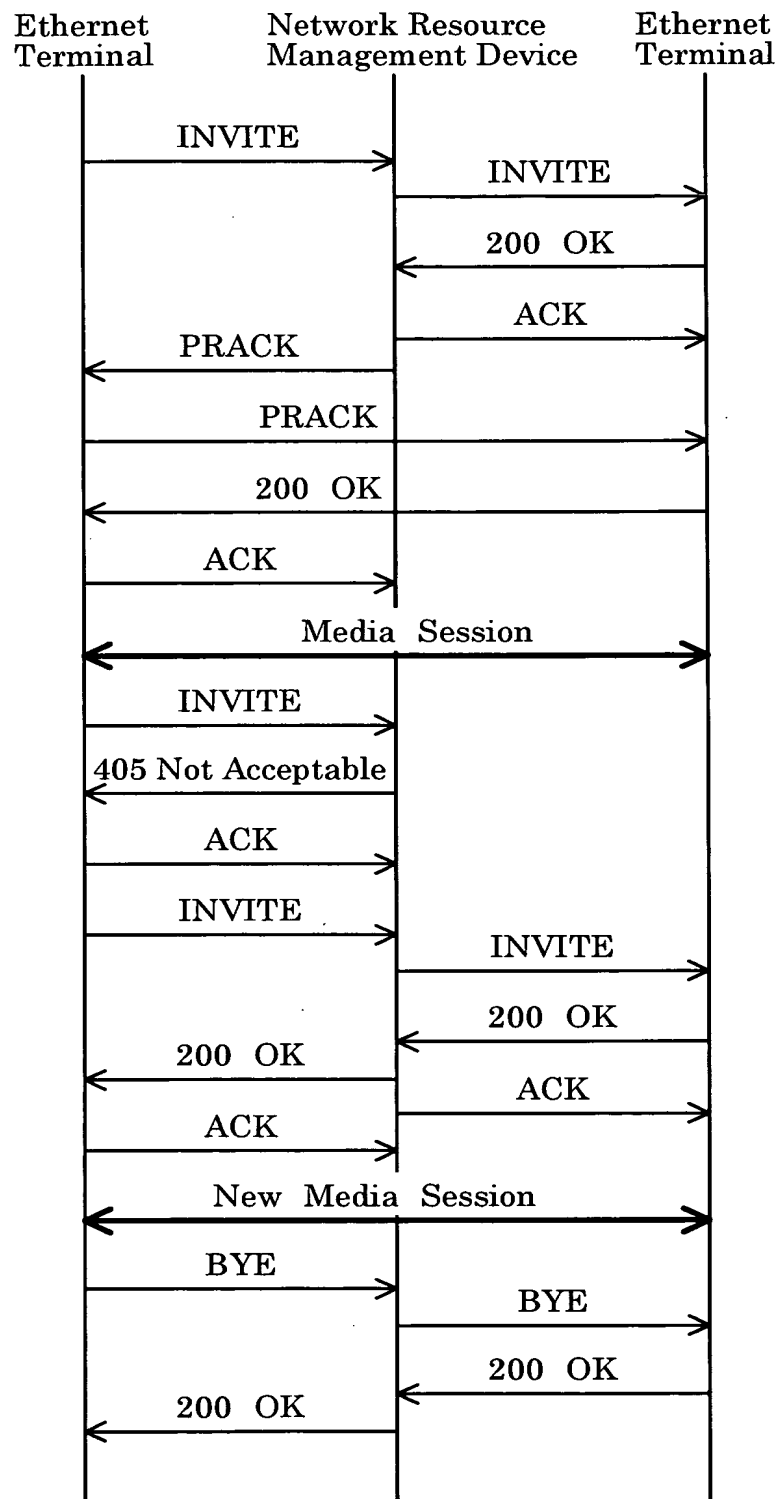 Ethernet
Terminal
Network Resource
Management Device
Ethernet
Terminal
INVITE
INVITE
200 OK
ACK
PRACK
PRACK
200 OK
ACK
Media Session
INVITE
405 Not Acceptable
ACK
INVITE
INVITE
200 OK
200 OK
ACK
ACK
New Media Session
BYE
BYE
200 OK
200 OK